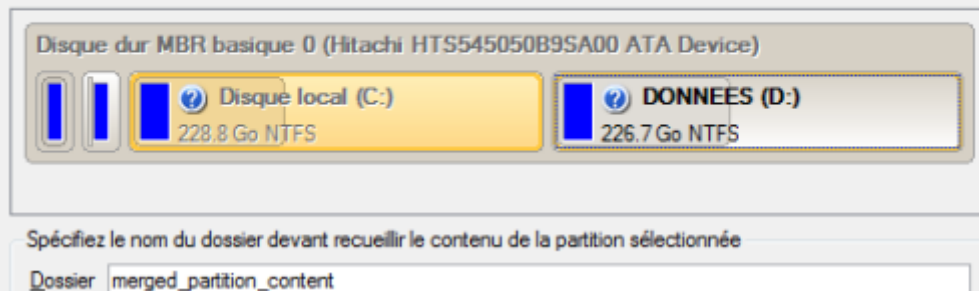 Disque dur MBR basique 0 (Hitachi HTS545050B9SA00 ATA Device)
Disque local (C:)
228,8 Go NTFS
DONNEES (D:)
226.7 Go NTFS
Spécifiez le nom du dossier devant recueillir le contenu de la partition sélectionnée
Dossier merged_partition_content